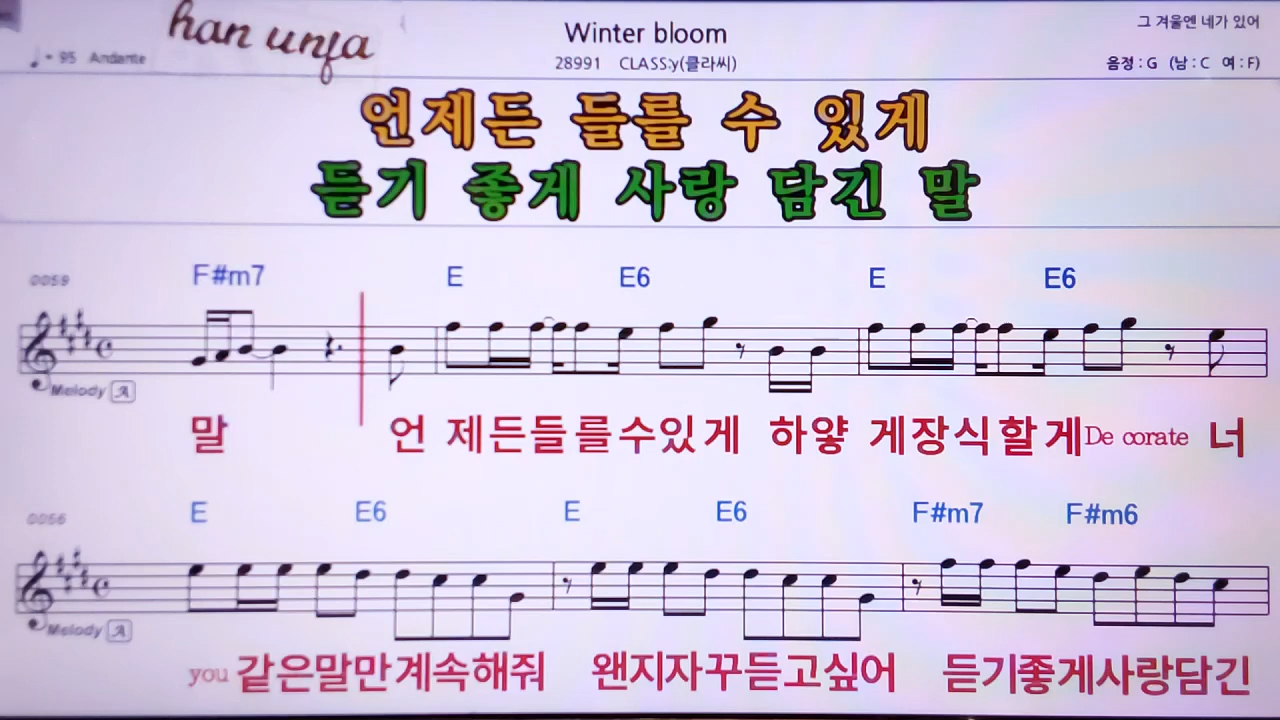 han unfa
Winter bloom
그 겨울엔 네가 있어
♩= 95 Andante
28991 CLASS:y(클라씨)
음정 : G (남 : C 여 : F)
언제든 들를 수 있게
듣기 좋게 사랑 담긴 말
0059
F#m7 E E6 E E6
Melody A
말 언 제든들를수있게 하얗 게장식할게De corate 너
0056
E E6 E E6 F#m7 F#m6
Melody A
you 같은말만계속해줘 왠지자꾸듣고싶어 듣기좋게사랑담긴